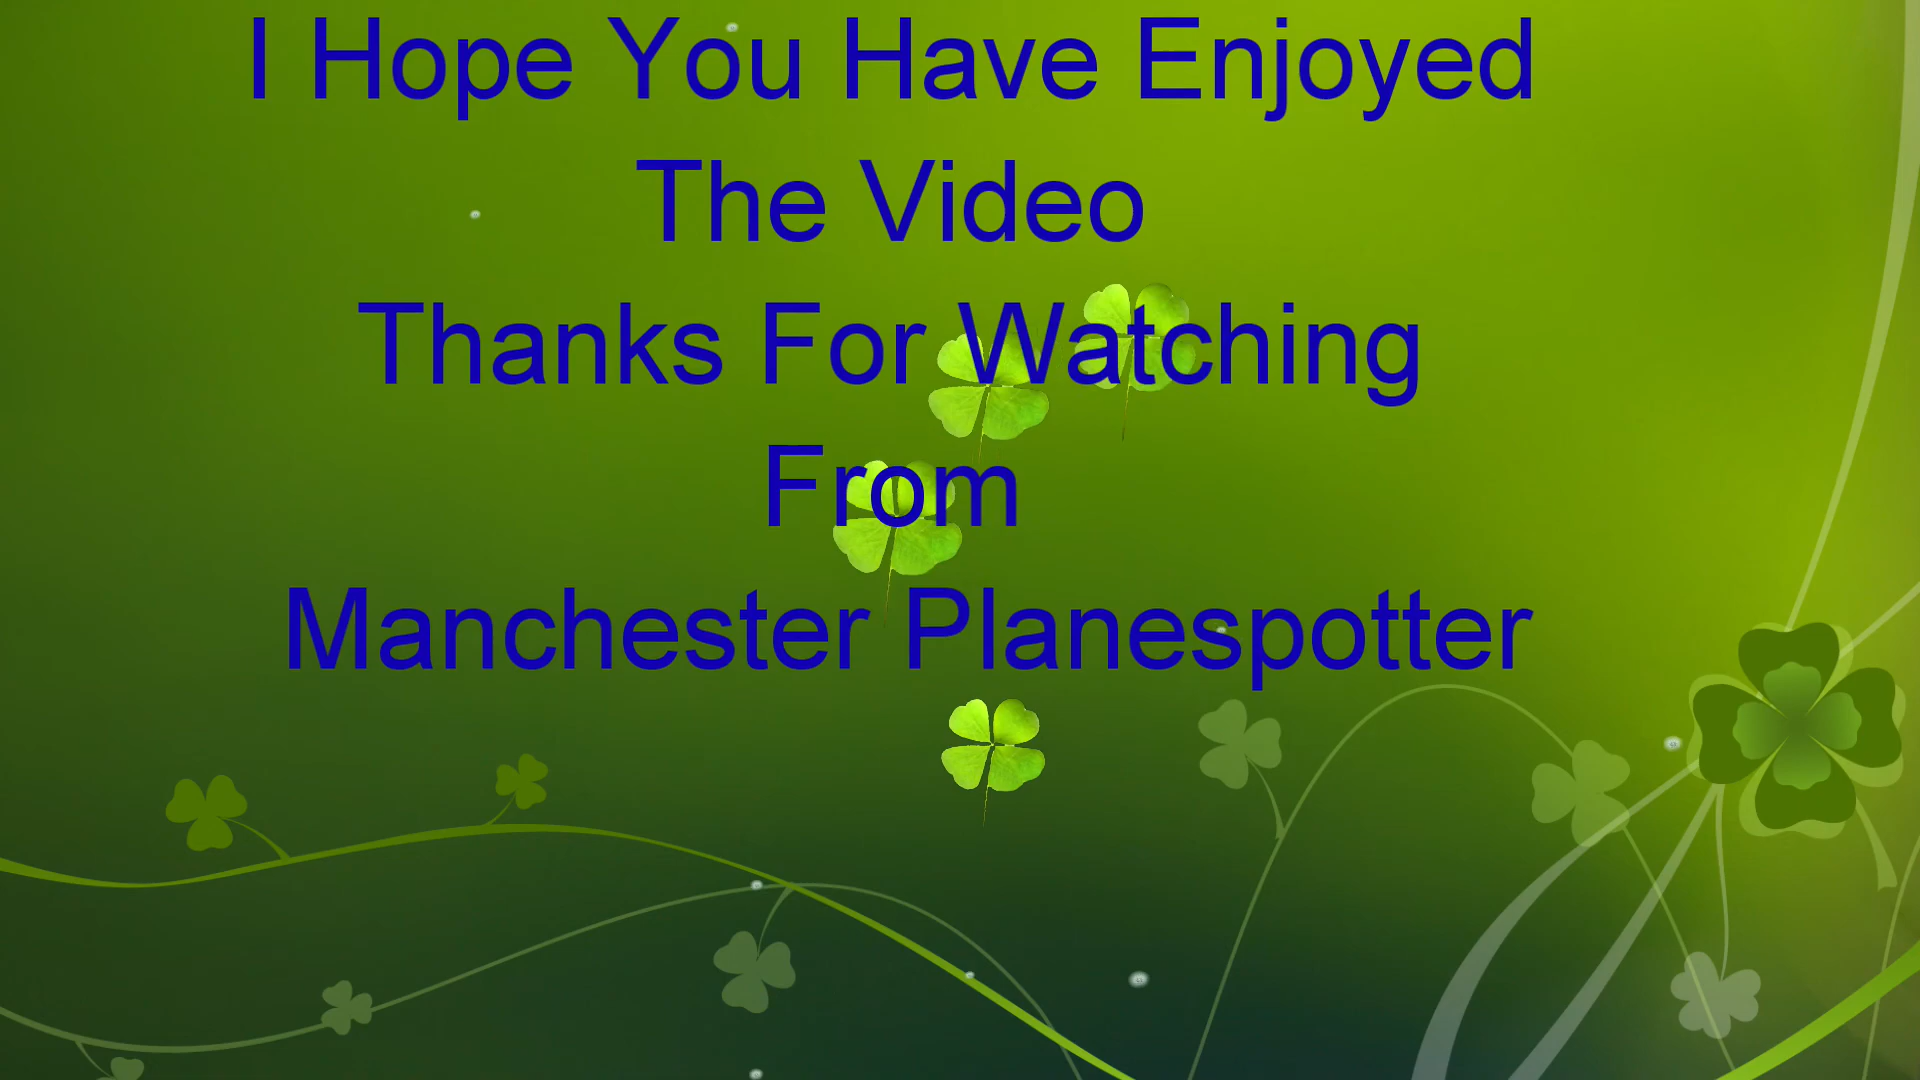 I Hope You Have Enjoyed
The Video
Thanks For Watching
From
Manchester Planespotter